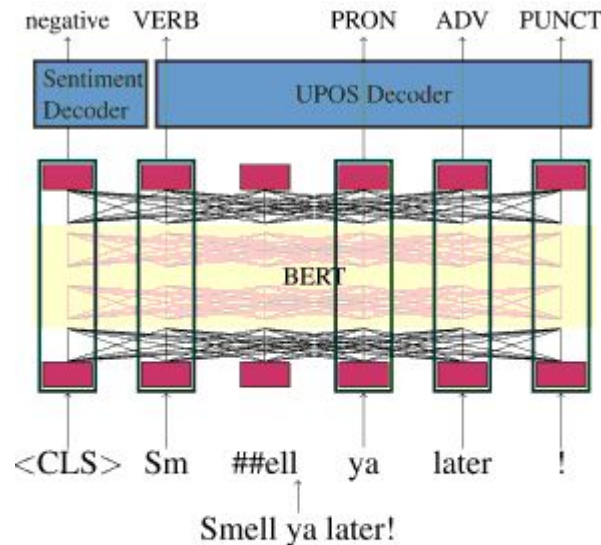 negative VERB PRON ADV PUNCT
Sentiment
Decoder
UPOS Decoder
BERT
<CLS> Sm ##ell ya later !
Smell ya later!